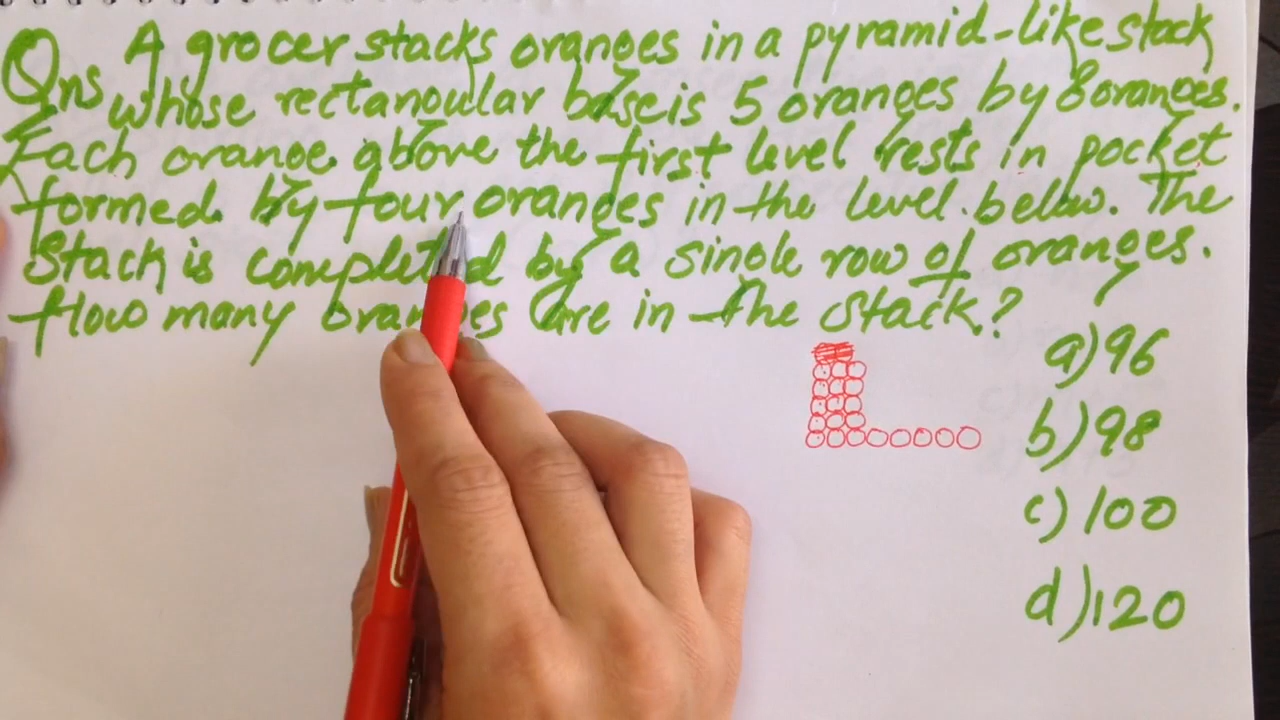 Qns A grocer stacks oranges in a pyramid-like stack
whose rectangular base is 5 oranges by 8 oranges.
Each orange above the first level rests in pocket
formed by four oranges in the level below. The
Stack is completed by a single row of oranges.
How many oranges are in the stack?
a) 96
b) 98
c) 100
d) 120